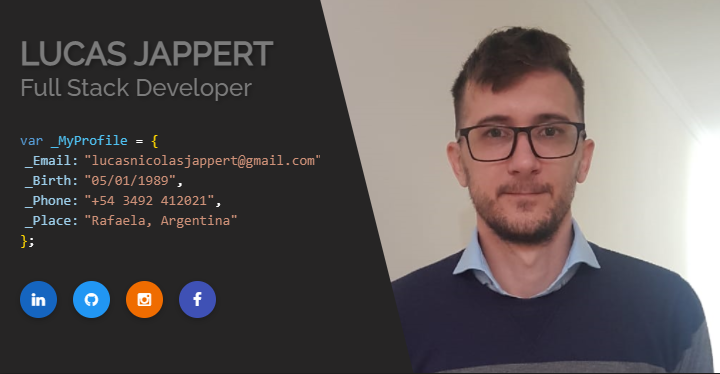 LUCAS JAPPERT
Full Stack Developer
var _MyProfile = {
_Email: "lucasnicolasjappert@gmail.com"
_Birth: "05/01/1989",
_Phone: "+54 3492 412021",
_Place: "Rafaela, Argentina"
};
in
f